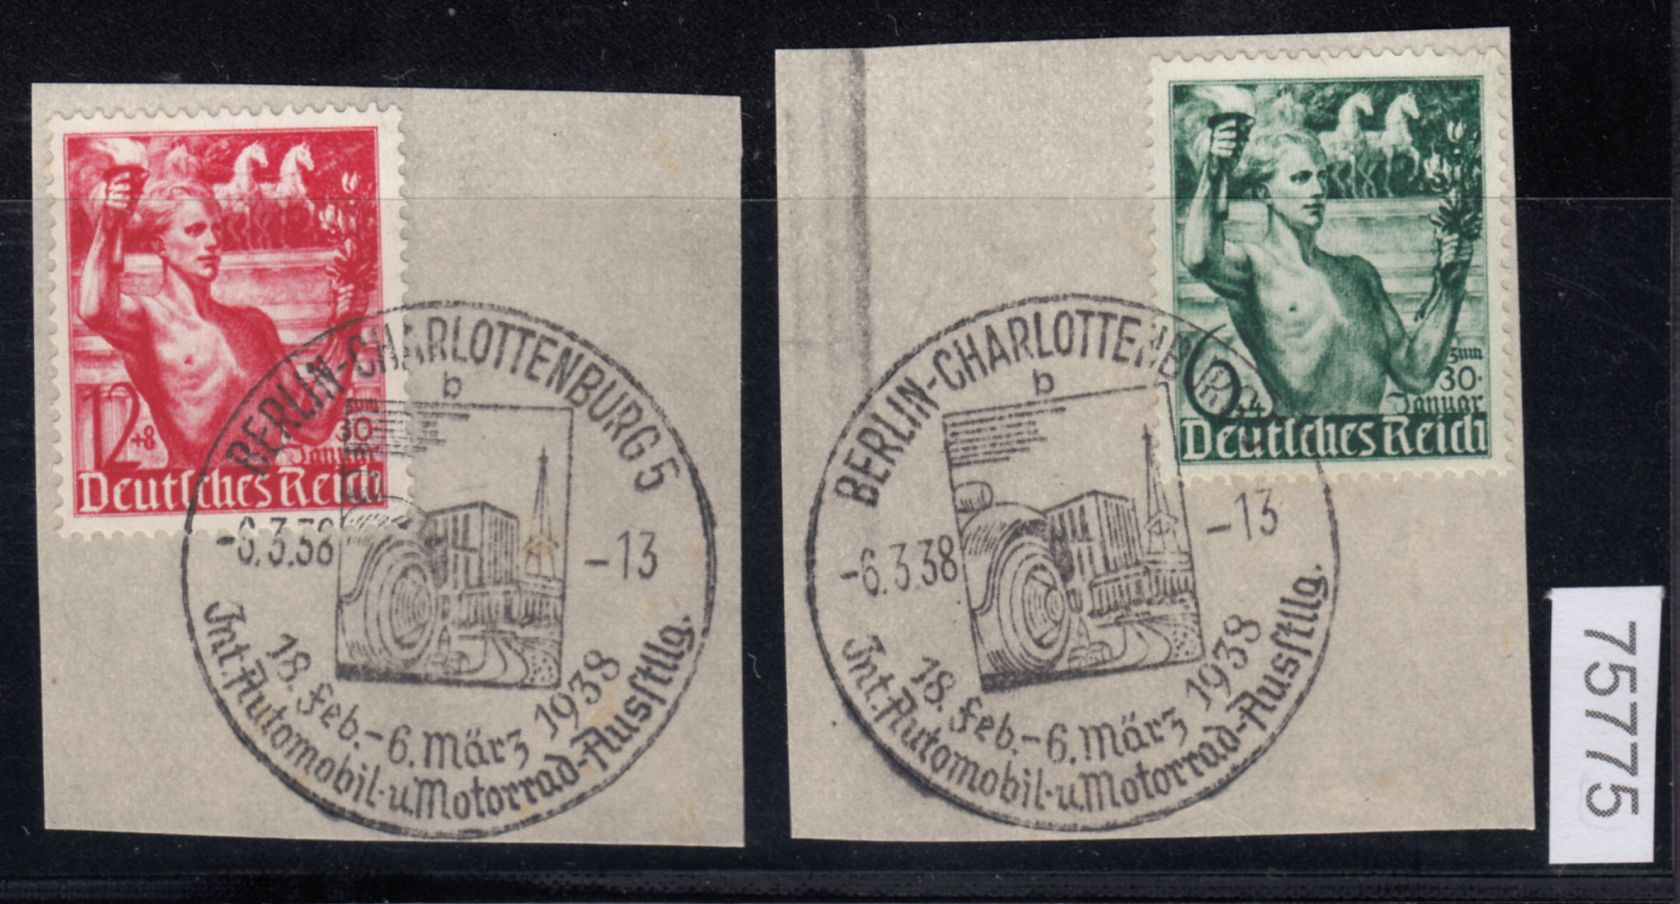 12
+8
zum
30
Januar
Deutsches Reich
BERLIN-CHARLOTTENBURG 5
b
-6.3.38
-13
18. Feb.-6. März 1938
Int. Automobil- u. Motorrad-Ausstllg.
6
+4
zum
30.
Januar
Deutsches Reich
BERLIN-CHARLOTTENBURG
b
-6.3.38
-13
18. Feb.-6. März 1938
Int. Automobil- u. Motorrad-Ausstllg.
75775